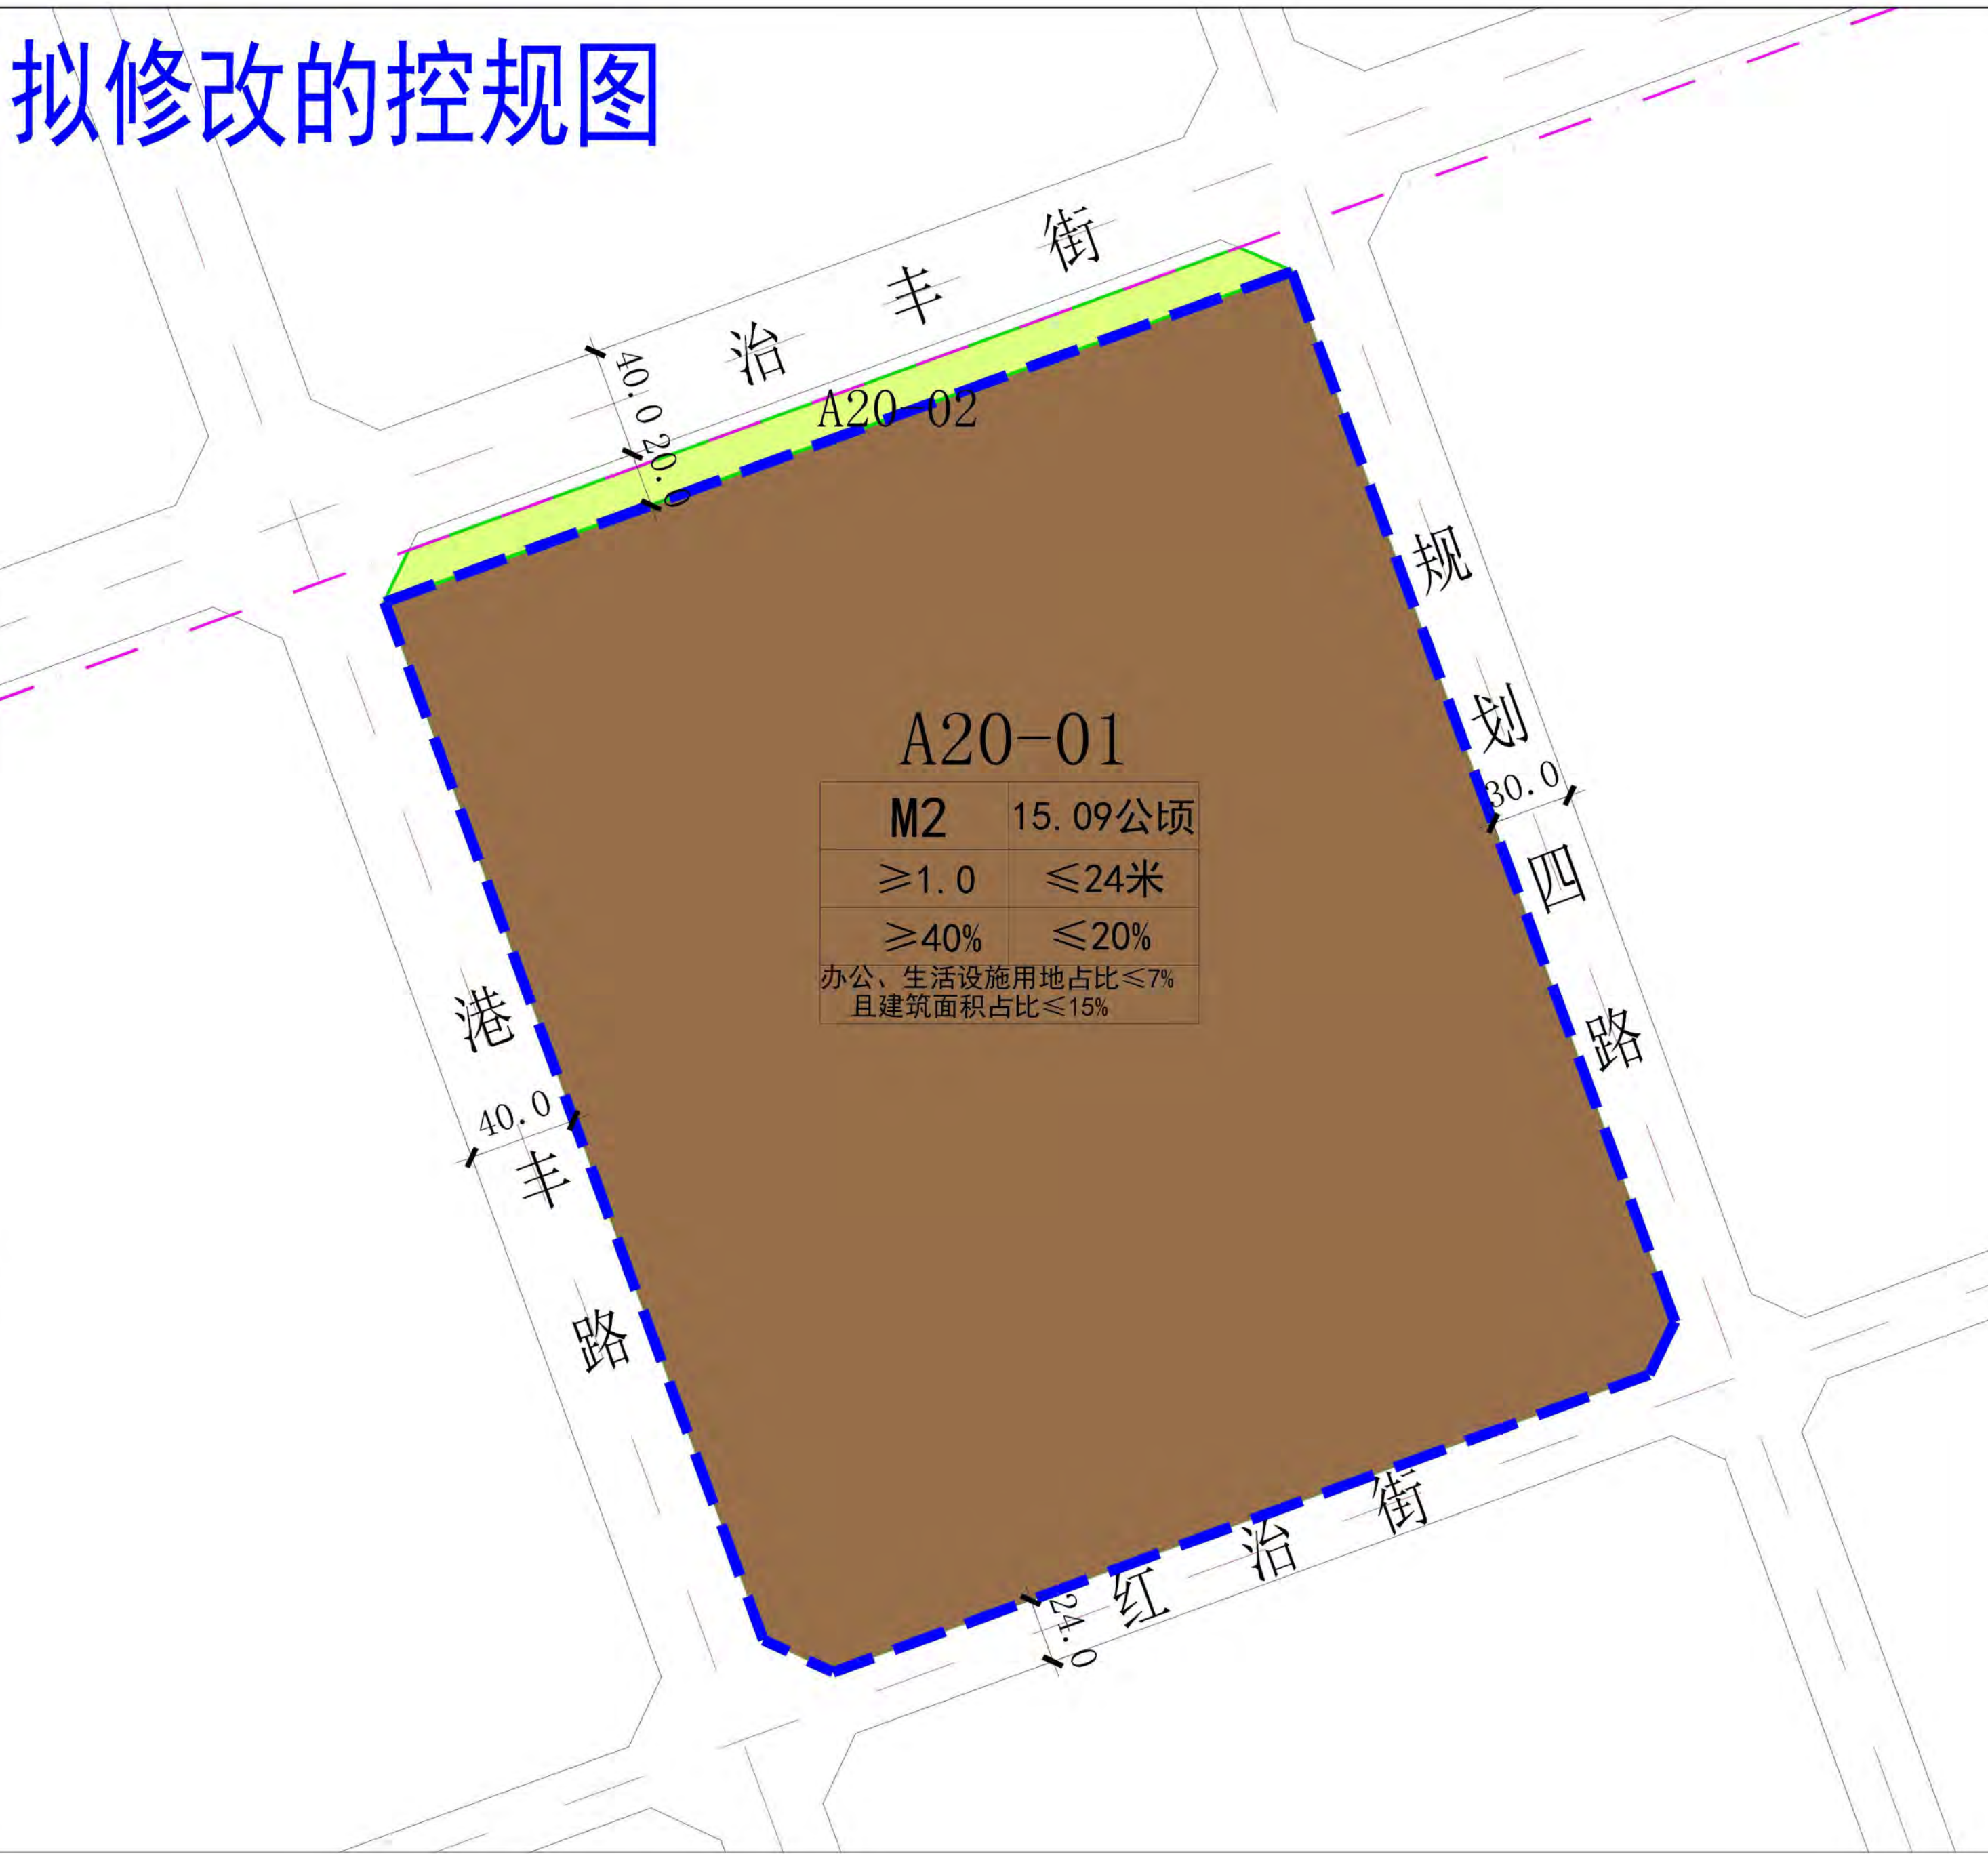 拟修改的控规图
治丰街
40.0
20.0
A20-02
规划四路
30.0
A20-01
M2 15.09公顷
≥1.0 ≤24米
≥40% ≤20%
办公、生活设施用地占比≤7%
且建筑面积占比≤15%
港丰路
40.0
红治街
24.0